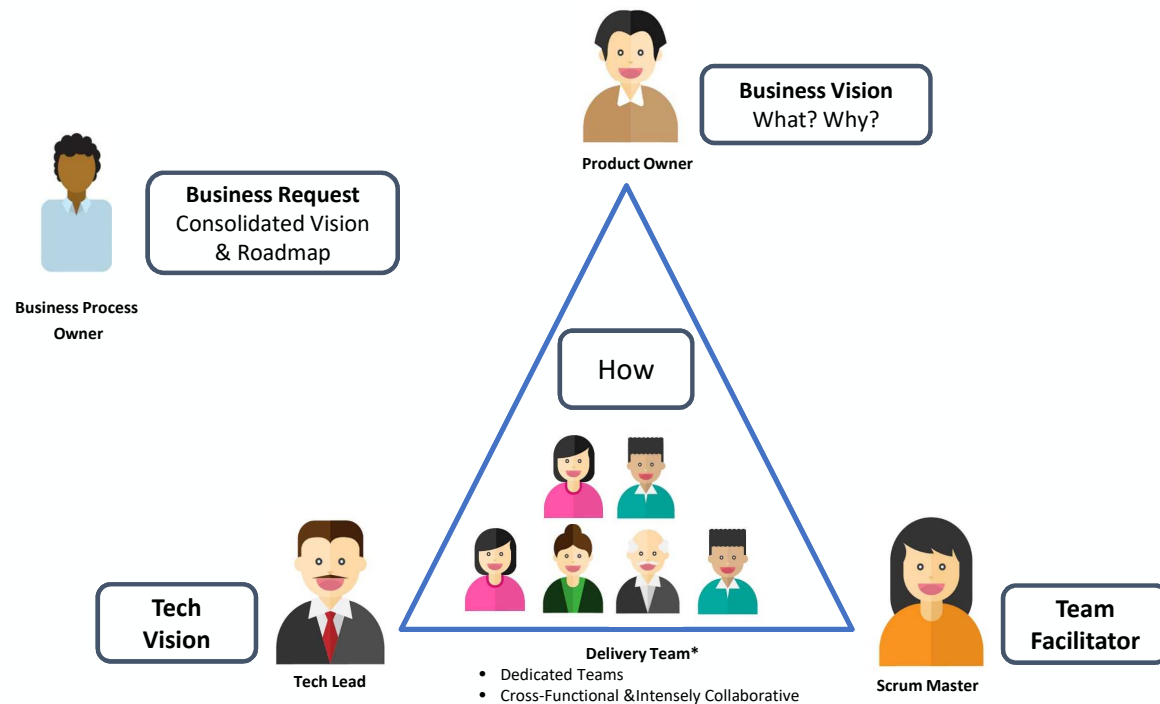 Business Vision
What? Why?
Product Owner
Business Request
Consolidated Vision
& Roadmap
Business Process
Owner
How
Tech
Vision
Tech Lead
Team
Facilitator
Scrum Master
Delivery Team*
• Dedicated Teams
• Cross-Functional &Intensely Collaborative